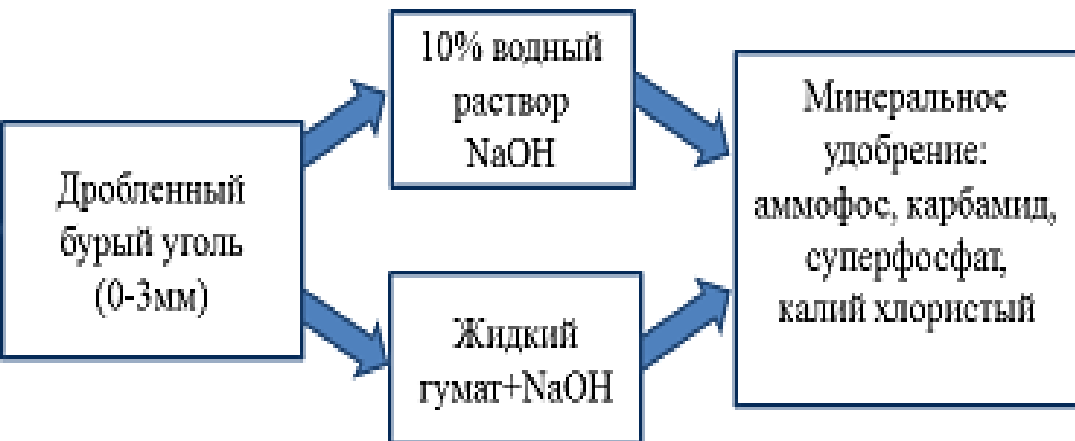 Дробленный
бурый уголь
(0-3мм)
10% водный
раствор
NaOH
Жидкий
гумат+NaOH
Минеральное
удобрение:
аммофос, карбамид,
суперфосфат,
калий хлористый